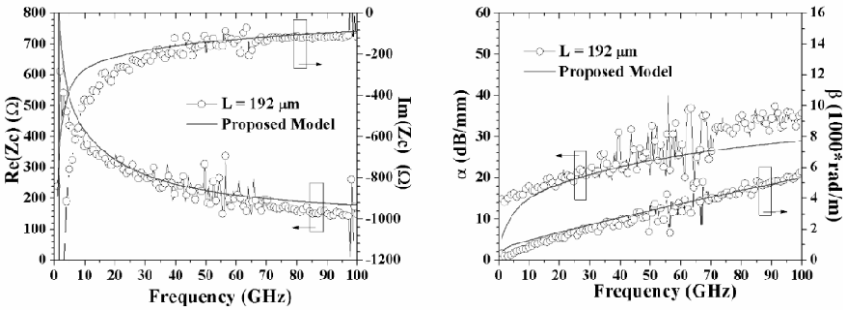 800
700
600
500
400
300
200
100
0
Re(Zc) (Ω)
0
-200
-400
-600
-800
-1000
-1200
Im(Zc) (Ω)
L = 192 μm
Proposed Model
0 10 20 30 40 50 60 70 80 90 100
Frequency (GHz)
60
50
40
30
20
10
0
α (dB/mm)
16
14
12
10
8
6
4
2
0
β (1000*rad/m)
L = 192 μm
Proposed Model
0 10 20 30 40 50 60 70 80 90 100
Frequency (GHz)